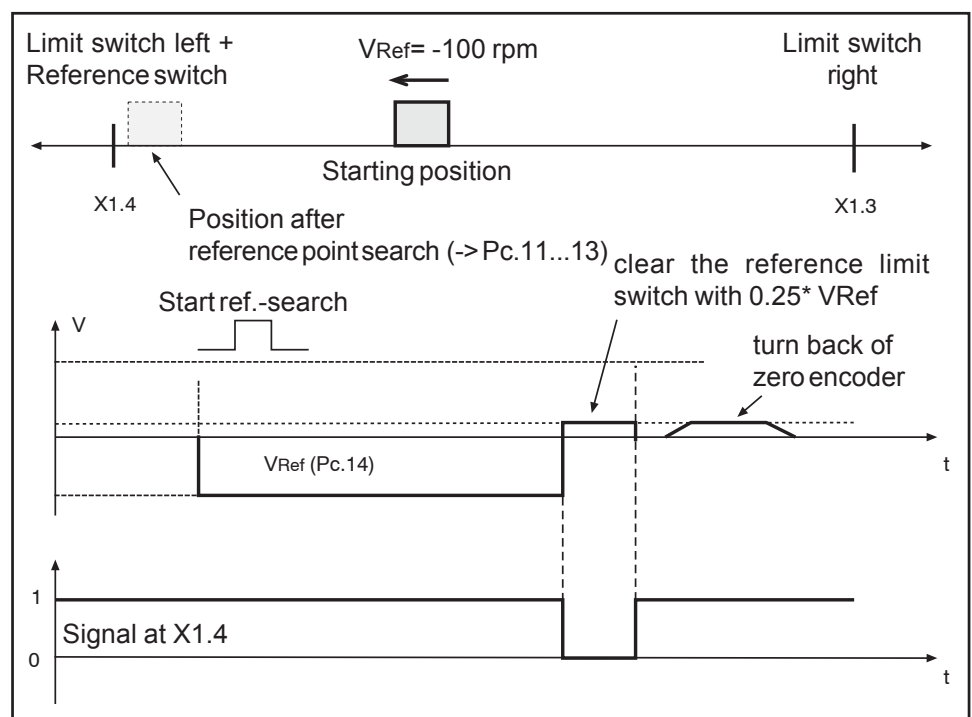 Limit switch left +
Reference switch
VRef= -100 rpm
Limit switch
right
Starting position
X1.4
X1.3
Position after
reference point search (-> Pc.11...13)
clear the reference limit
switch with 0.25* VRef
Start ref.-search
V
turn back of
zero encoder
VRef (Pc.14)
t
1
Signal at X1.4
0
t